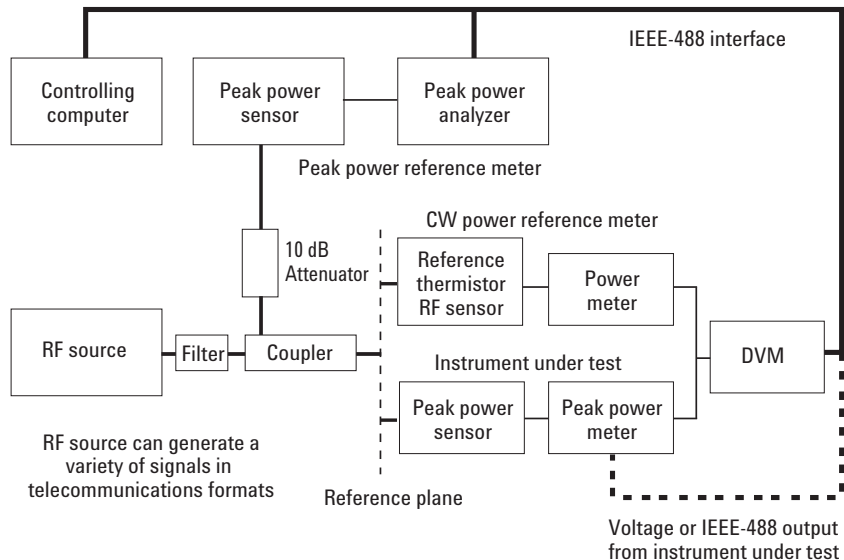 IEEE-488 interface
Controlling
computer
Peak power
sensor
Peak power
analyzer
Peak power reference meter
CW power reference meter
10 dB
Attenuator
Reference
thermistor
RF sensor
Power
meter
RF source
Filter
Coupler
DVM
Instrument under test
Peak power
sensor
Peak power
meter
RF source can generate a
variety of signals in
telecommunications formats
Reference plane
Voltage or IEEE-488 output
from instrument under test